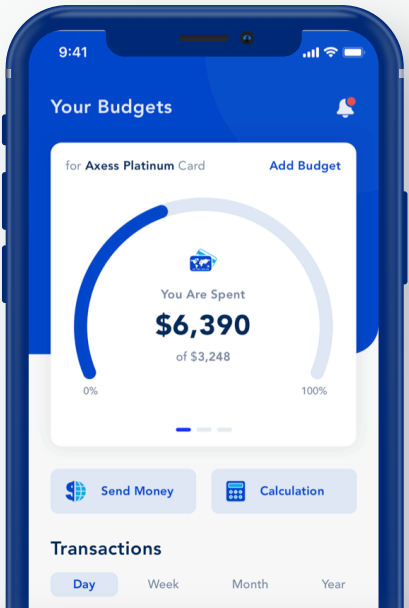 9:41
Your Budgets
for Axess Platinum Card
Add Budget
You Are Spent
$6,390
of $3,248
0%
100%
Send Money
Calculation
Transactions
Day
Week
Month
Year